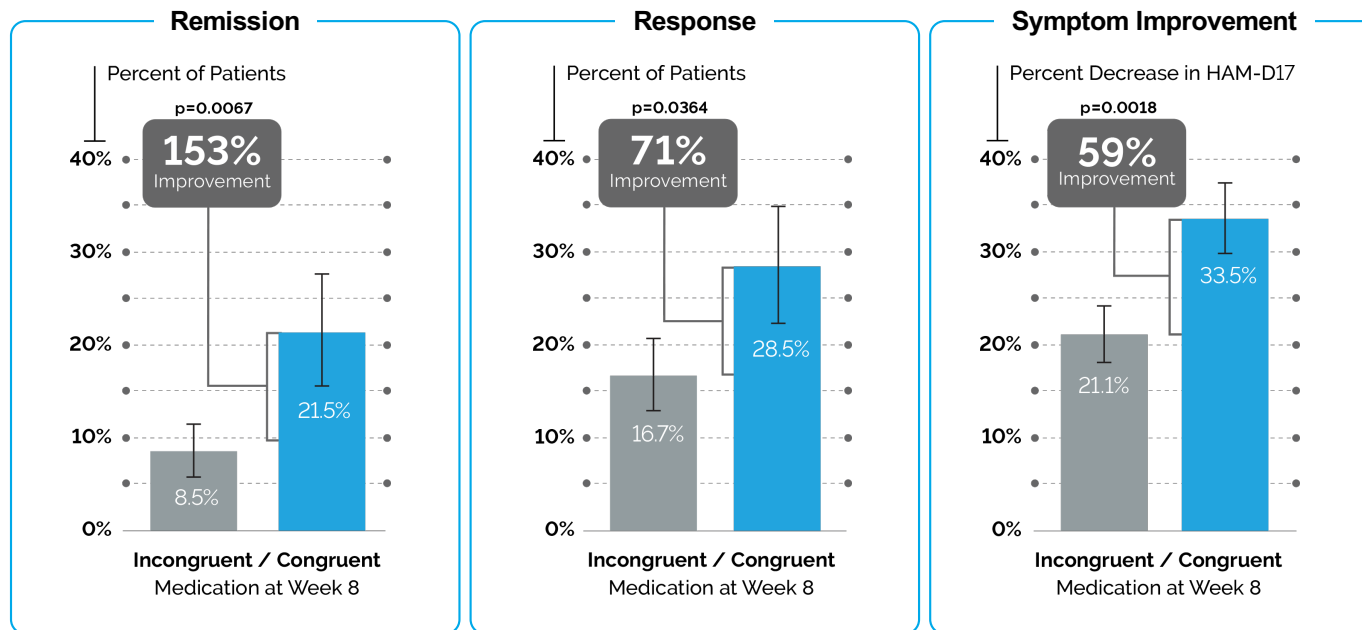 Remission
Percent of Patients
p=0.0067
153%
Improvement
40%
30%
20%
10%
0%
21.5%
8.5%
Incongruent / Congruent
Medication at Week 8
Response
Percent of Patients
p=0.0364
71%
Improvement
40%
30%
20%
10%
0%
28.5%
16.7%
Incongruent / Congruent
Medication at Week 8
Symptom Improvement
Percent Decrease in HAM-D17
p=0.0018
59%
Improvement
40%
30%
20%
10%
0%
33.5%
21.1%
Incongruent / Congruent
Medication at Week 8